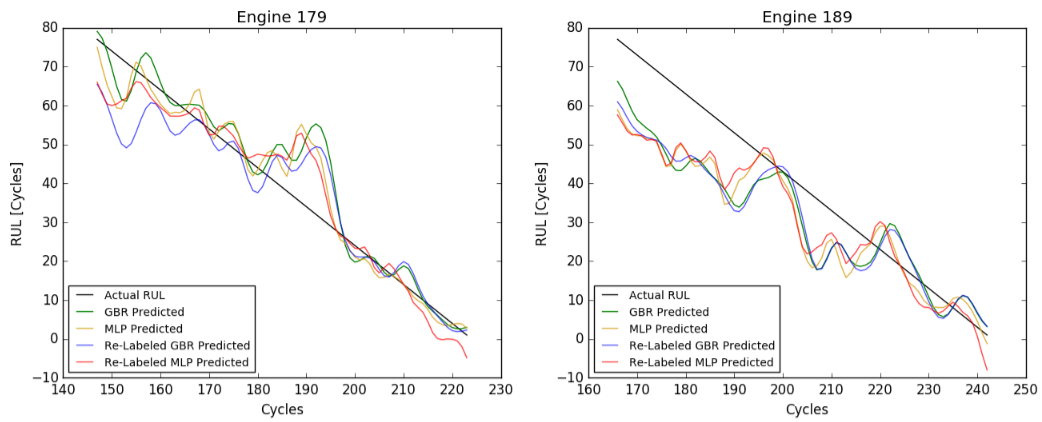 Engine 179
RUL [Cycles]
80
70
60
50
40
30
20
10
0
−10
Actual RUL
GBR Predicted
MLP Predicted
Re-Labeled GBR Predicted
Re-Labeled MLP Predicted
140 150 160 170 180 190 200 210 220 230
Cycles
Engine 189
RUL [Cycles]
80
70
60
50
40
30
20
10
0
−10
Actual RUL
GBR Predicted
MLP Predicted
Re-Labeled GBR Predicted
Re-Labeled MLP Predicted
160 170 180 190 200 210 220 230 240 250
Cycles